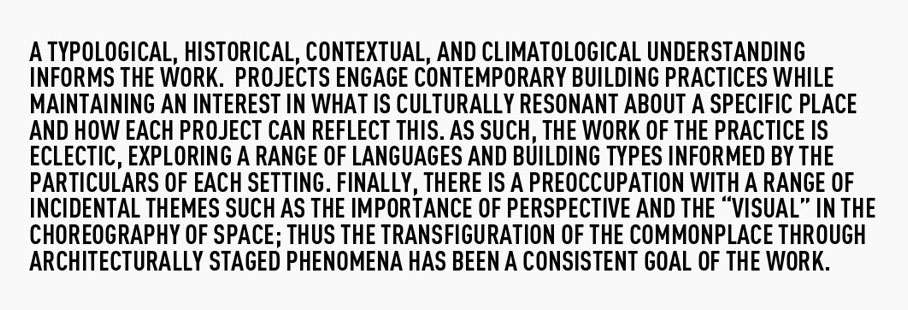 A TYPOLOGICAL, HISTORICAL, CONTEXTUAL, AND CLIMATOLOGICAL UNDERSTANDING
INFORMS THE WORK.  PROJECTS ENGAGE CONTEMPORARY BUILDING PRACTICES WHILE
MAINTAINING AN INTEREST IN WHAT IS CULTURALLY RESONANT ABOUT A SPECIFIC PLACE
AND HOW EACH PROJECT CAN REFLECT THIS. AS SUCH, THE WORK OF THE PRACTICE IS
ECLECTIC, EXPLORING A RANGE OF LANGUAGES AND BUILDING TYPES INFORMED BY THE
PARTICULARS OF EACH SETTING. FINALLY, THERE IS A PREOCCUPATION WITH A RANGE OF
INCIDENTAL THEMES SUCH AS THE IMPORTANCE OF PERSPECTIVE AND THE “VISUAL” IN THE
CHOREOGRAPHY OF SPACE; THUS THE TRANSFIGURATION OF THE COMMONPLACE THROUGH
ARCHITECTURALLY STAGED PHENOMENA HAS BEEN A CONSISTENT GOAL OF THE WORK.